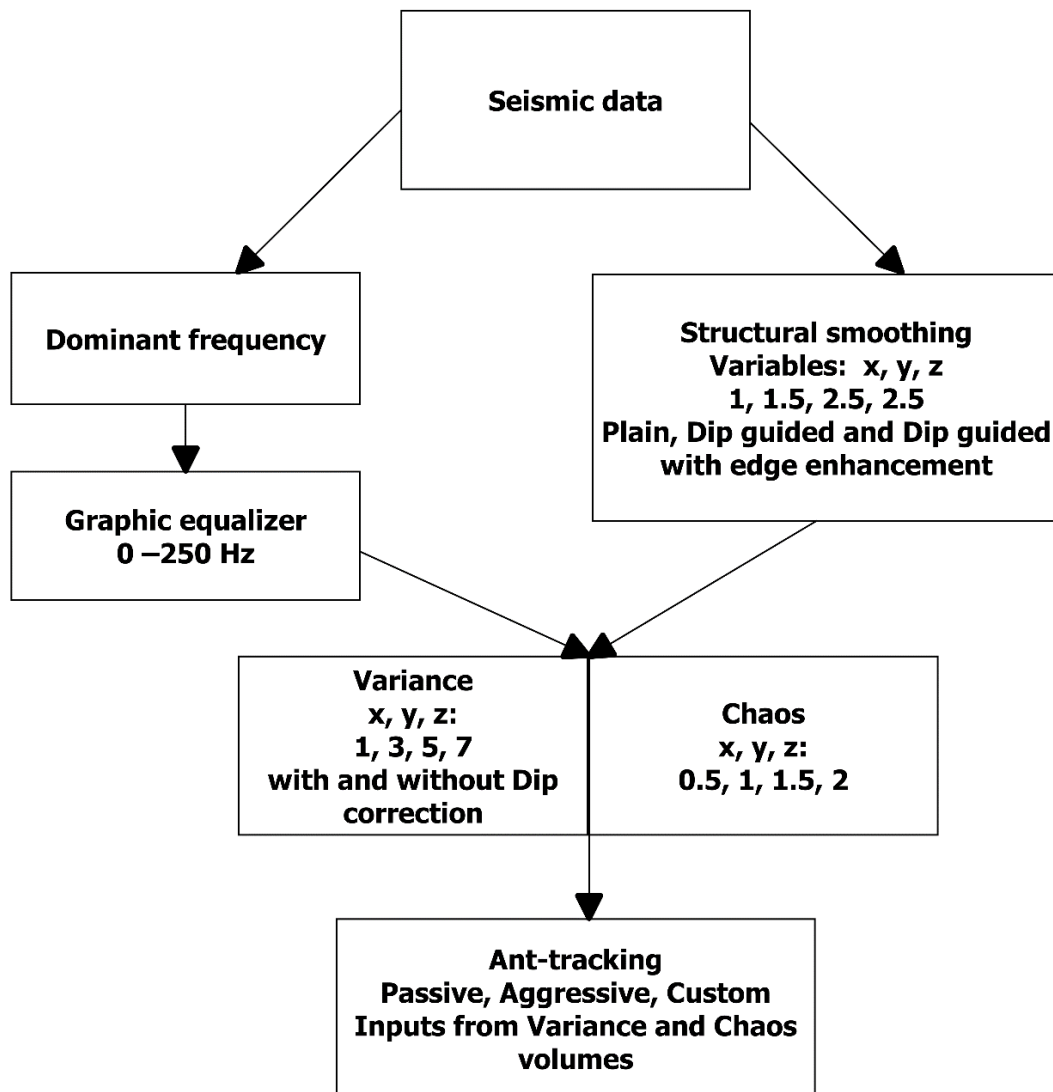 Seismic data
Dominant frequency
Structural smoothing
Variables: x, y, z
1, 1.5, 2.5, 2.5
Plain, Dip guided and Dip guided
with edge enhancement
Graphic equalizer
0 –250 Hz
Variance
x, y, z:
1, 3, 5, 7
with and without Dip
correction
Chaos
x, y, z:
0.5, 1, 1.5, 2
Ant-tracking
Passive, Aggressive, Custom
Inputs from Variance and Chaos
volumes